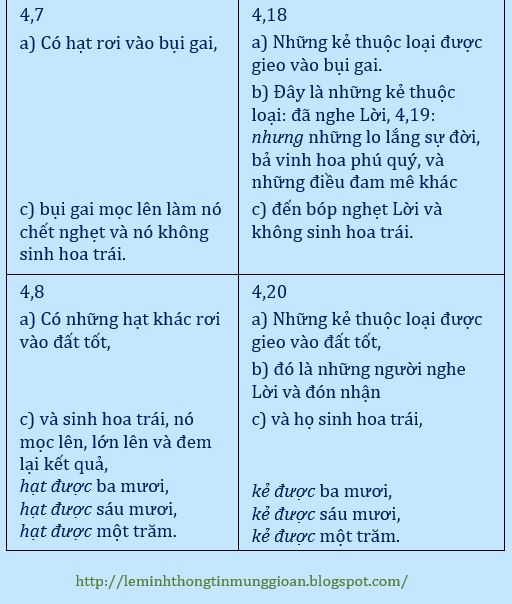 4,7
a) Có hạt rơi vào bụi gai,
c) bụi gai mọc lên làm nó
chết nghẹt và nó không
sinh hoa trái.
4,18
a) Những kẻ thuộc loại được
gieo vào bụi gai.
b) Đây là những kẻ thuộc
loại: đã nghe Lời, 4,19:
nhưng những lo lắng sự đời,
bả vinh hoa phú quý, và
những điều đam mê khác
c) đến bóp nghẹt Lời và
không sinh hoa trái.
4,8
a) Có những hạt khác rơi
vào đất tốt,
c) và sinh hoa trái, nó
mọc lên, lớn lên và đem
lại kết quả,
hạt được ba mươi,
hạt được sáu mươi,
hạt được một trăm.
4,20
a) Những kẻ thuộc loại được
gieo vào đất tốt,
b) đó là những người nghe
Lời và đón nhận
c) và họ sinh hoa trái,
kẻ được ba mươi,
kẻ được sáu mươi,
kẻ được một trăm.
http://leminhthongtinmunggioan.blogspot.com/